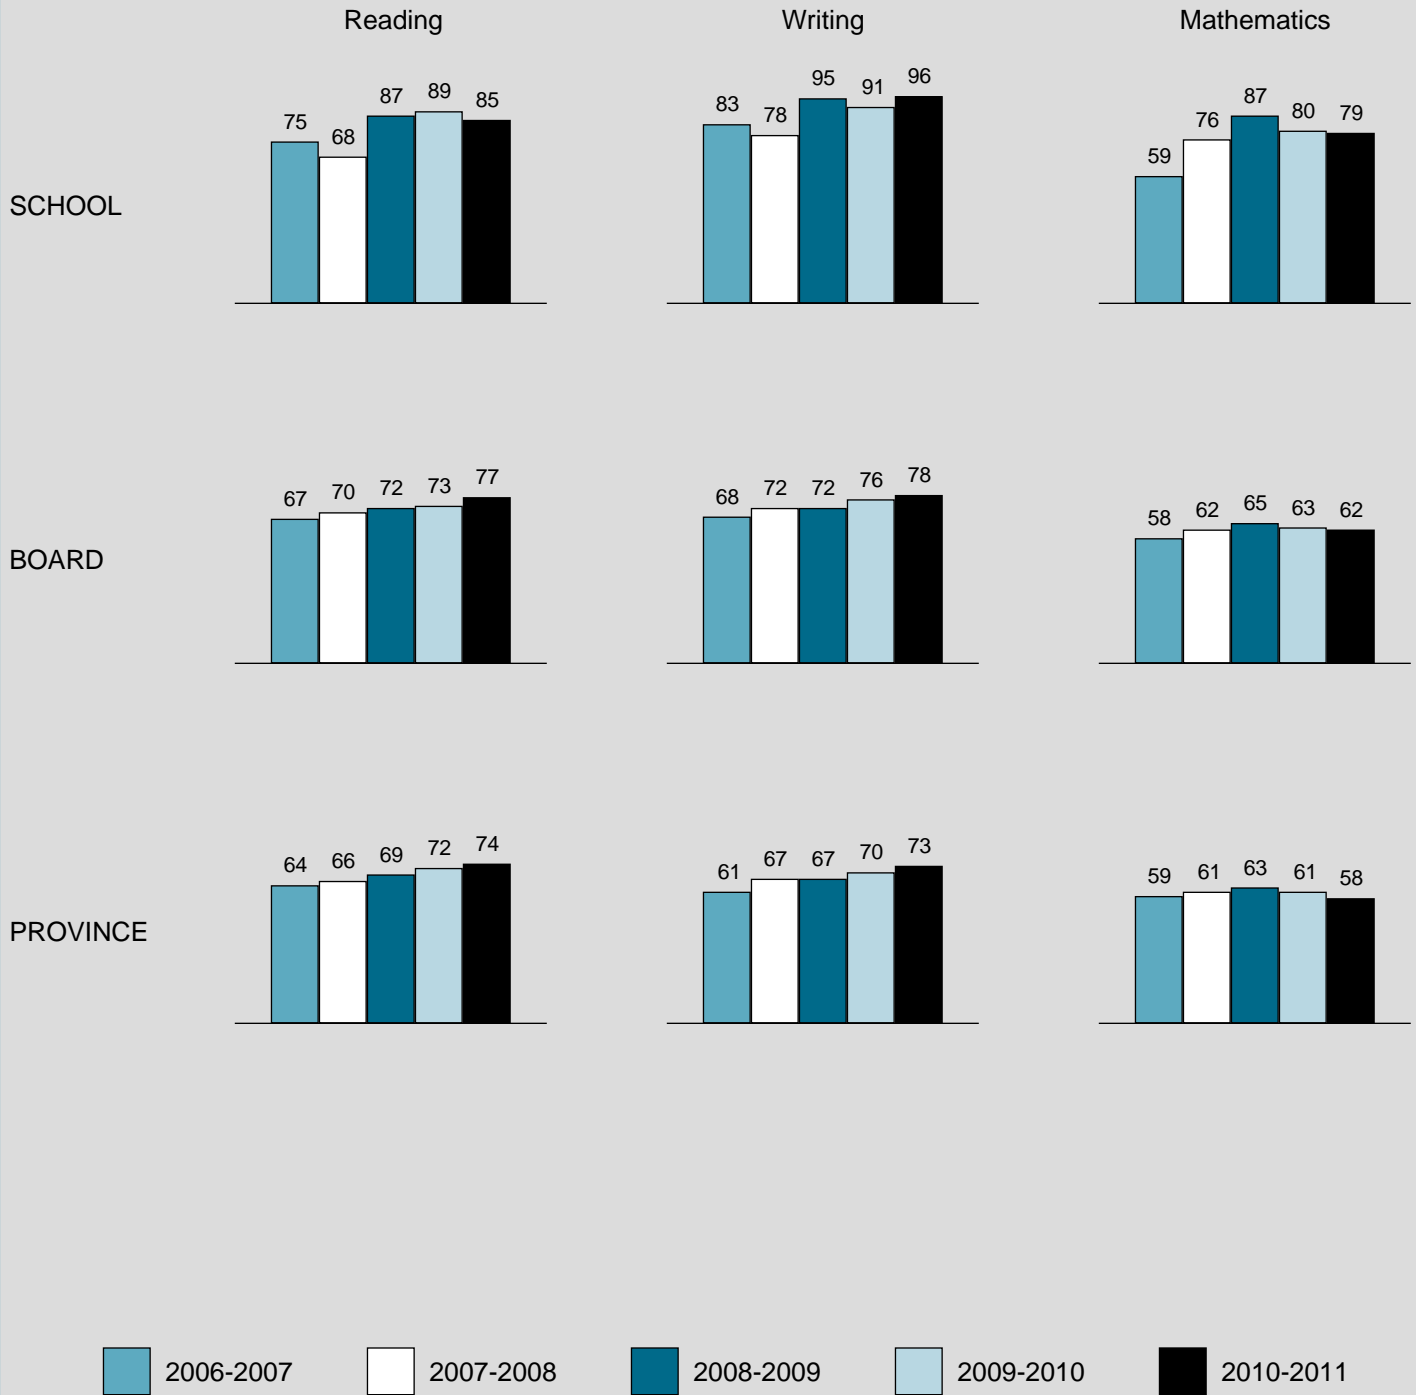 Reading Writing Mathematics
SCHOOL
75 68 87 89 85
83 78 95 91 96
59 76 87 80 79
BOARD
67 70 72 73 77
68 72 72 76 78
58 62 65 63 62
PROVINCE
64 66 69 72 74
61 67 67 70 73
59 61 63 61 58
2006-2007 2007-2008 2008-2009 2009-2010 2010-2011